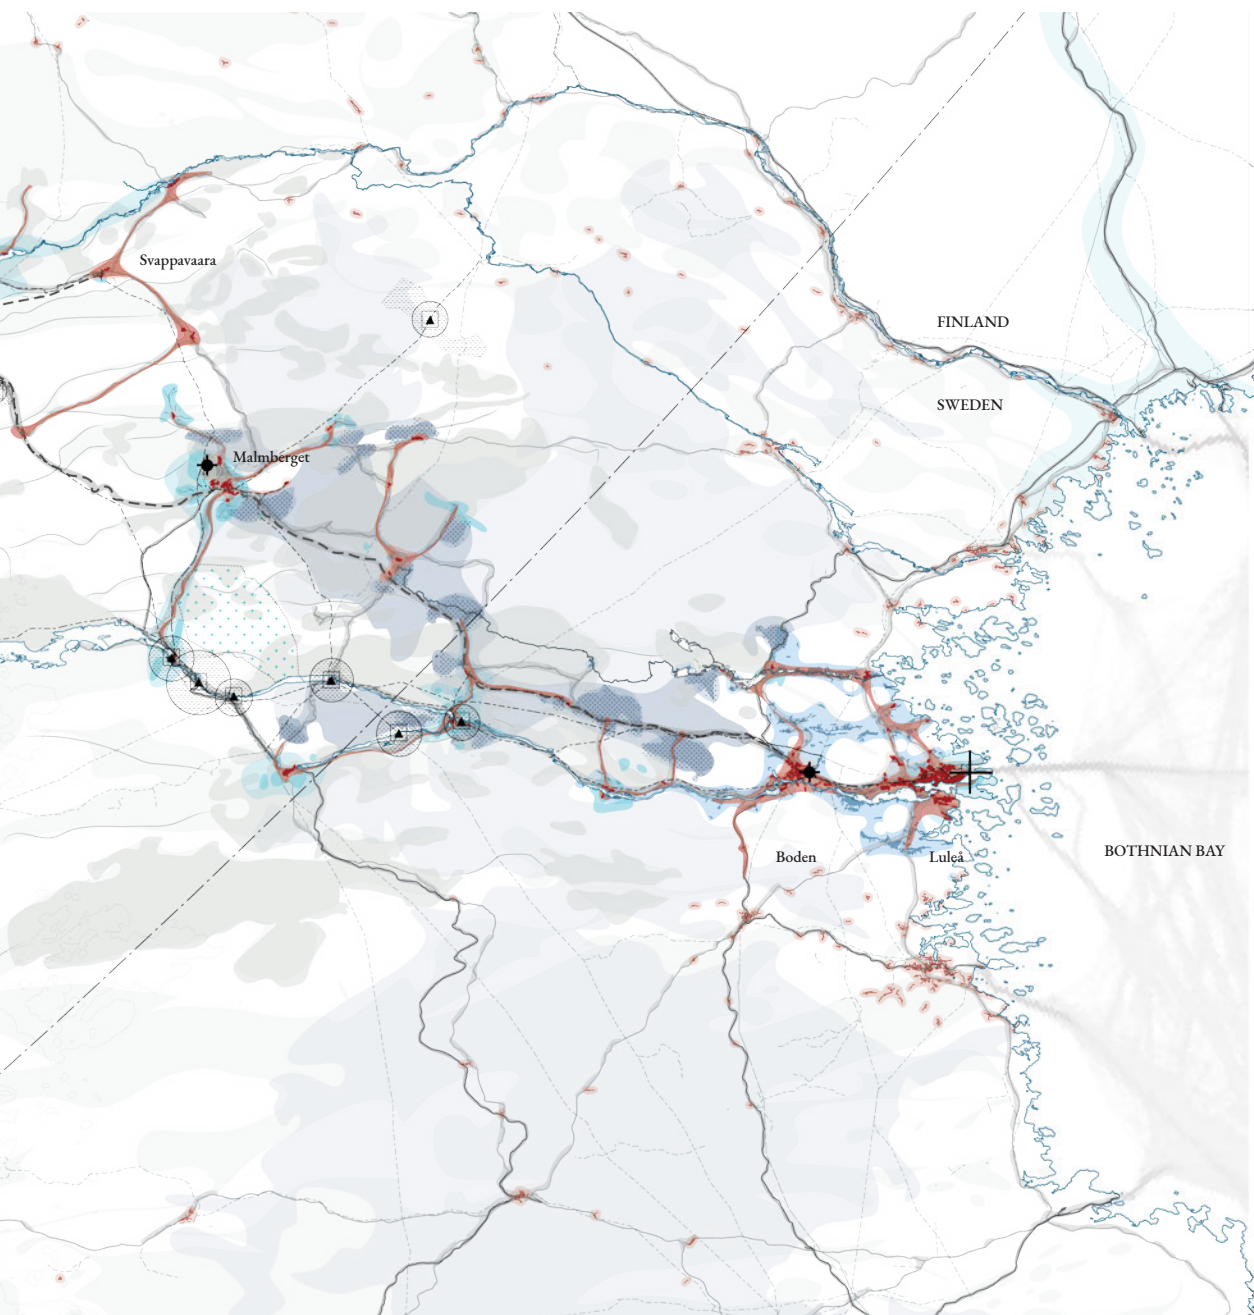 Svappavaara
FINLAND
SWEDEN
Malmberget
BOTHNIAN BAY
Boden
Luleå